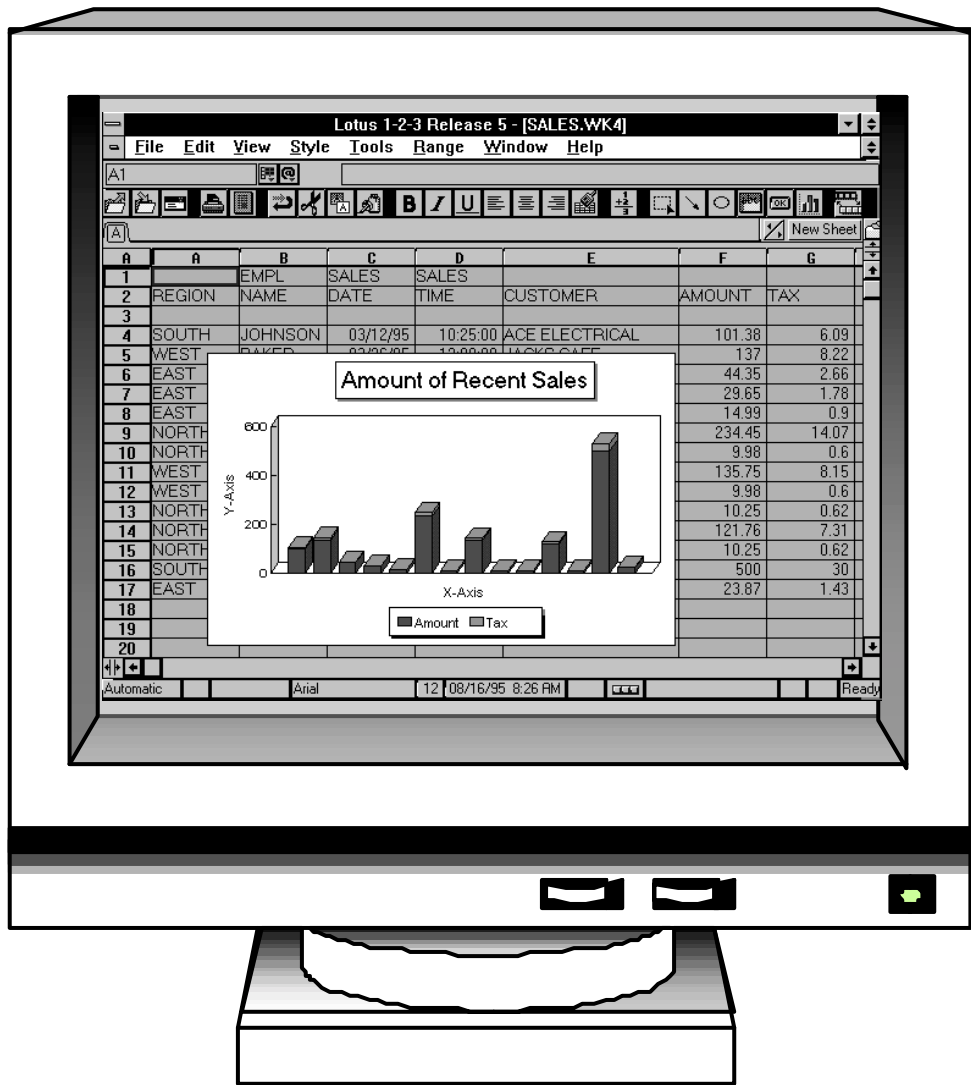 Lotus 1-2-3 Release 5 - [SALES.WK4]
File Edit View Style Tools Range Window Help
A1 @
B I U OK
A New Sheet
A A B C D E F G
1 EMPL SALES SALES
2 REGION NAME DATE TIME CUSTOMER AMOUNT TAX
3
4 SOUTH JOHNSON 03/12/95 10:25:00 ACE ELECTRICAL 101.38 6.09
5 WEST BAKER 137 8.22
6 EAST 44.35 2.66
7 EAST 29.65 1.78
8 EAST 14.99 0.9
9 NORTH 234.45 14.07
10 NORTH 9.98 0.6
11 WEST 135.75 8.15
12 WEST 9.98 0.6
13 NORTH 10.25 0.62
14 NORTH 121.76 7.31
15 NORTH 10.25 0.62
16 SOUTH 500 30
17 EAST 23.87 1.43
18
19
20
Amount of Recent Sales
600
400
200
0
Y-Axis
X-Axis
Amount Tax
Automatic Arial 12 08/16/95 8:26 AM Ready